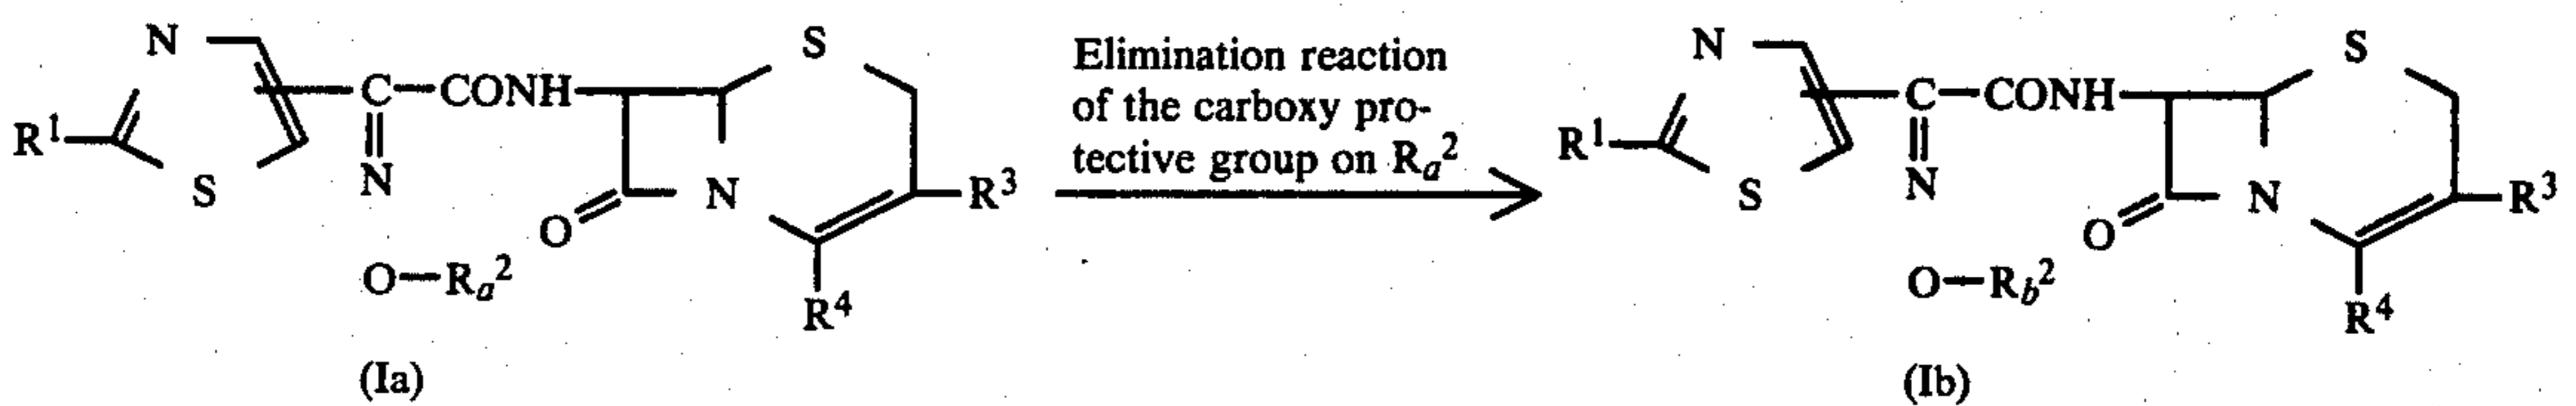 N S N S
Elimination reaction
of the carboxy pro-
tective group on Rₐ²
C—CONH C—CONH
R¹ S N N R³ R¹ S N N R³
O O
O—Rₐ² O—R_b²
R⁴ R⁴
(Ia) (Ib)